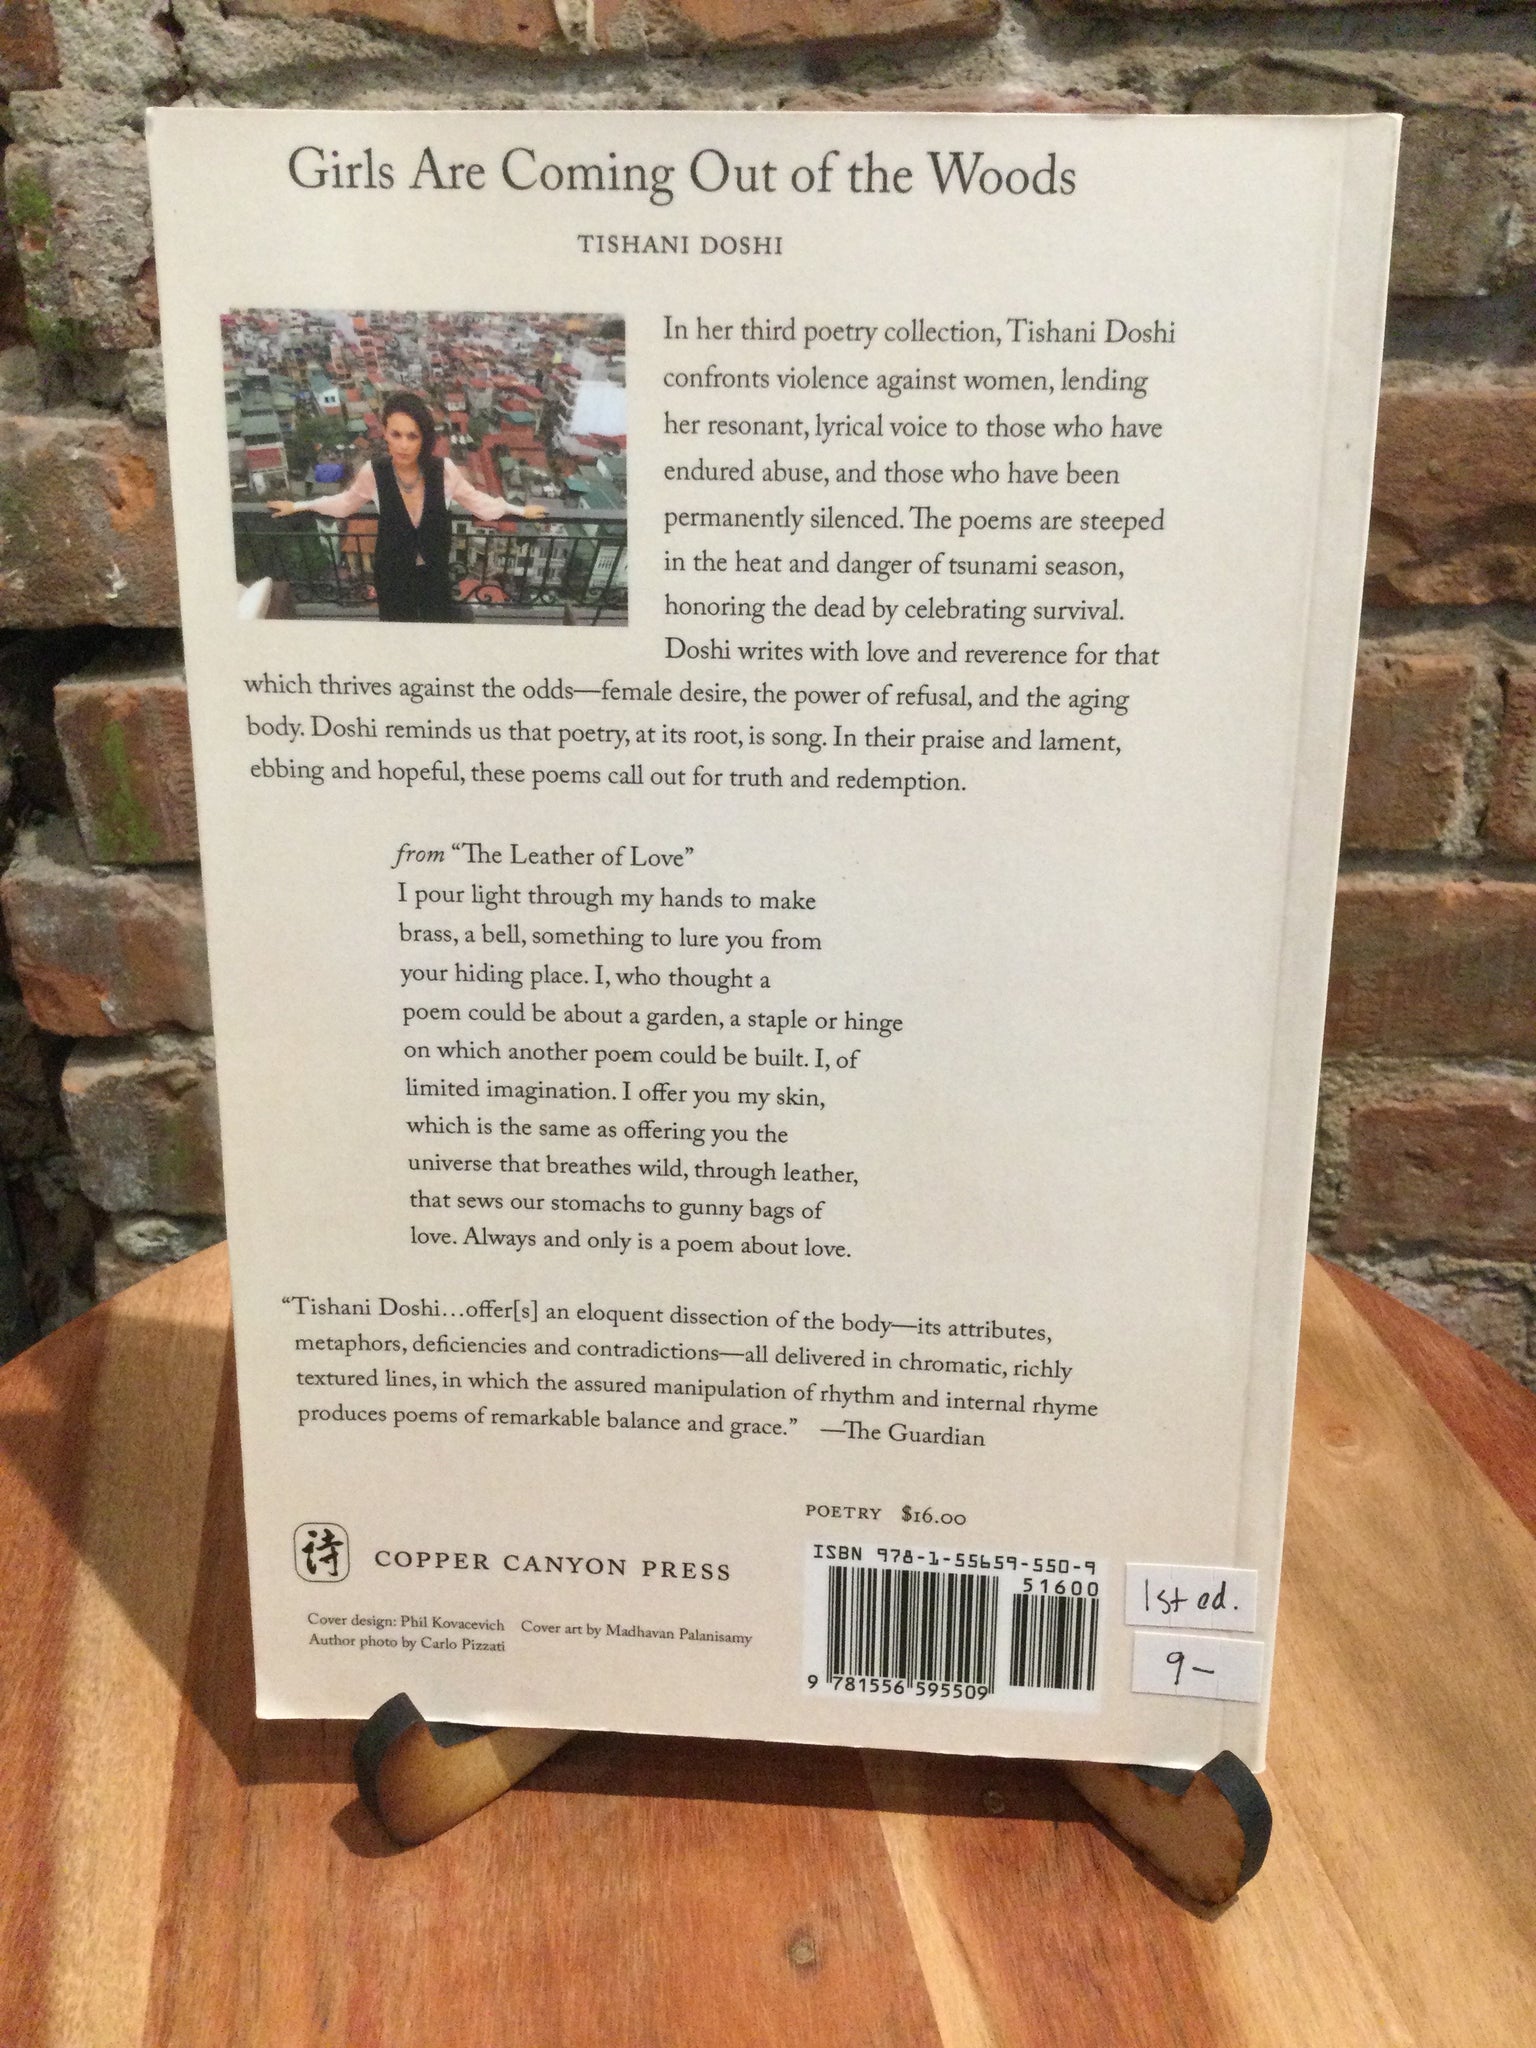 Girls Are Coming Out of the Woods
TISHANI DOSHI
In her third poetry collection, Tishani Doshi
confronts violence against women, lending
her resonant, lyrical voice to those who have
endured abuse, and those who have been
permanently silenced. The poems are steeped
in the heat and danger of tsunami season,
honoring the dead by celebrating survival.
Doshi writes with love and reverence for that
which thrives against the odds—female desire, the power of refusal, and the aging
body. Doshi reminds us that poetry, at its root, is song. In their praise and lament,
ebbing and hopeful, these poems call out for truth and redemption.
from “The Leather of Love”
I pour light through my hands to make
brass, a bell, something to lure you from
your hiding place. I, who thought a
poem could be about a garden, a staple or hinge
on which another poem could be built. I, of
limited imagination. I offer you my skin,
which is the same as offering you the
universe that breathes wild, through leather,
that sews our stomachs to gunny bags of
love. Always and only is a poem about love.
“Tishani Doshi…offer[s] an eloquent dissection of the body—its attributes,
metaphors, deficiencies and contradictions—all delivered in chromatic, richly
textured lines, in which the assured manipulation of rhythm and internal rhyme
produces poems of remarkable balance and grace.” —The Guardian
POETRY $16.00
ISBN 978-1-55659-550-9
51600
9 781556 595509
诗 COPPER CANYON PRESS
Cover design: Phil Kovacevich Cover art by Madhavan Palanisamy
Author photo by Carlo Pizzati
1st ed.
9–